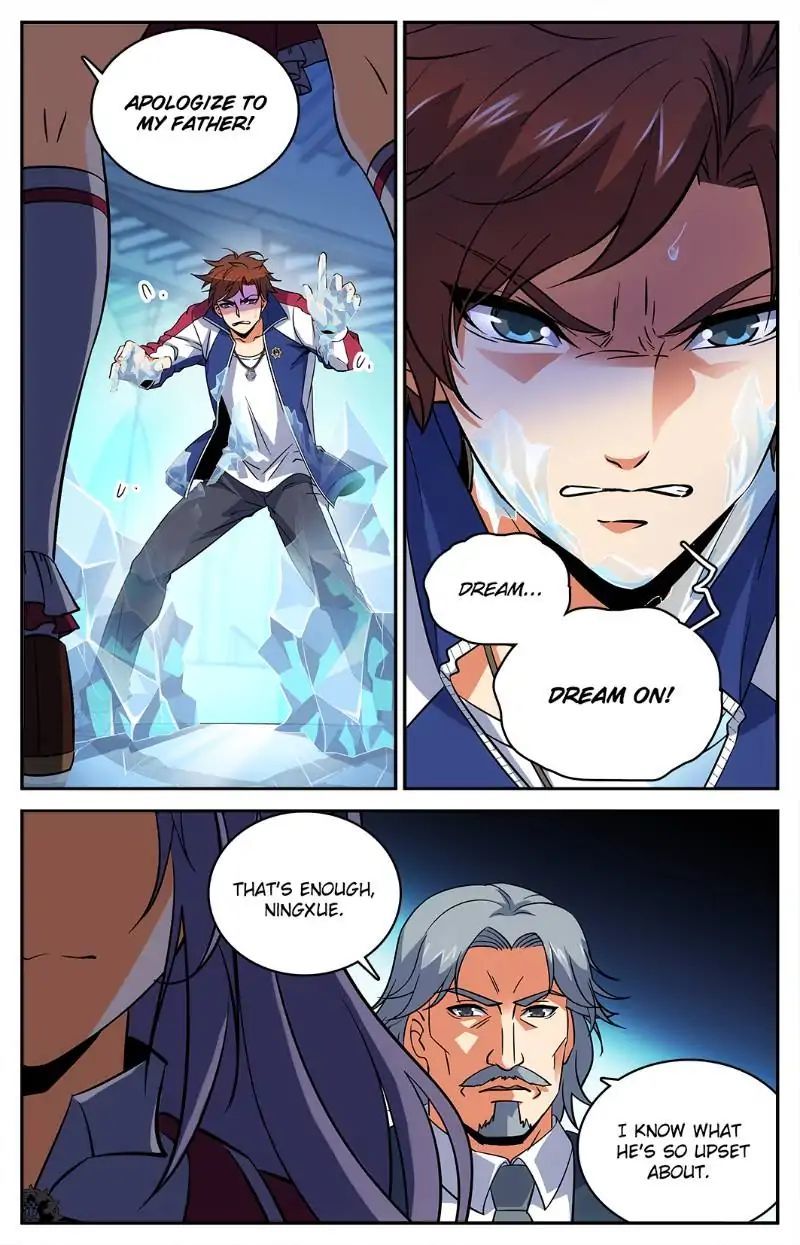 APOLOGIZE TO
MY FATHER!
DREAM...
DREAM ON!
THAT'S ENOUGH,
NINGXUE.
I KNOW WHAT
HE'S SO UPSET
ABOUT.